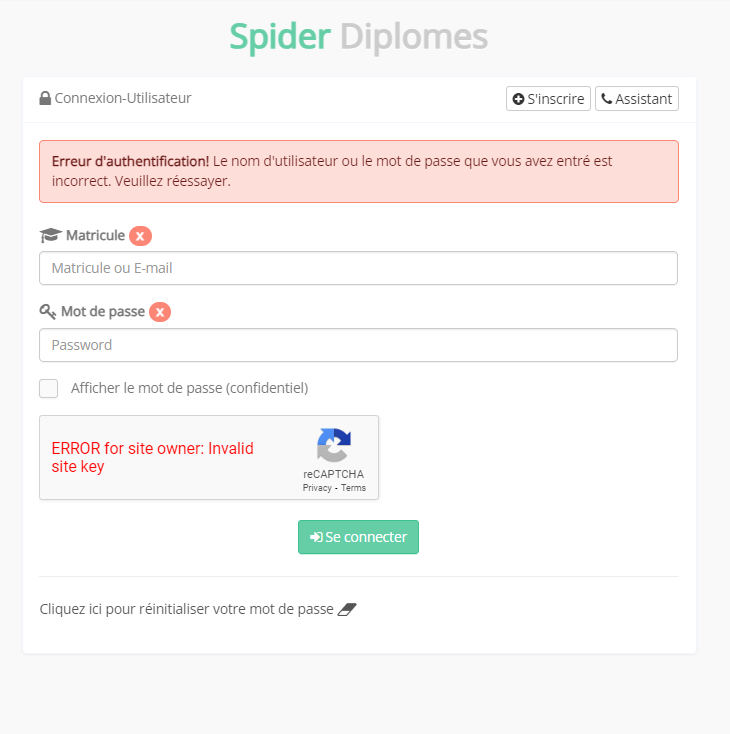 Spider Diplomes
Connexion-Utilisateur
S'inscrire
Assistant
Erreur d'authentification! Le nom d'utilisateur ou le mot de passe que vous avez entré est
incorrect. Veuillez réessayer.
Matricule x
Matricule ou E-mail
Mot de passe x
Password
Afficher le mot de passe (confidentiel)
ERROR for site owner: Invalid
site key
reCAPTCHA
Privacy - Terms
Se connecter
Cliquez ici pour réinitialiser votre mot de passe